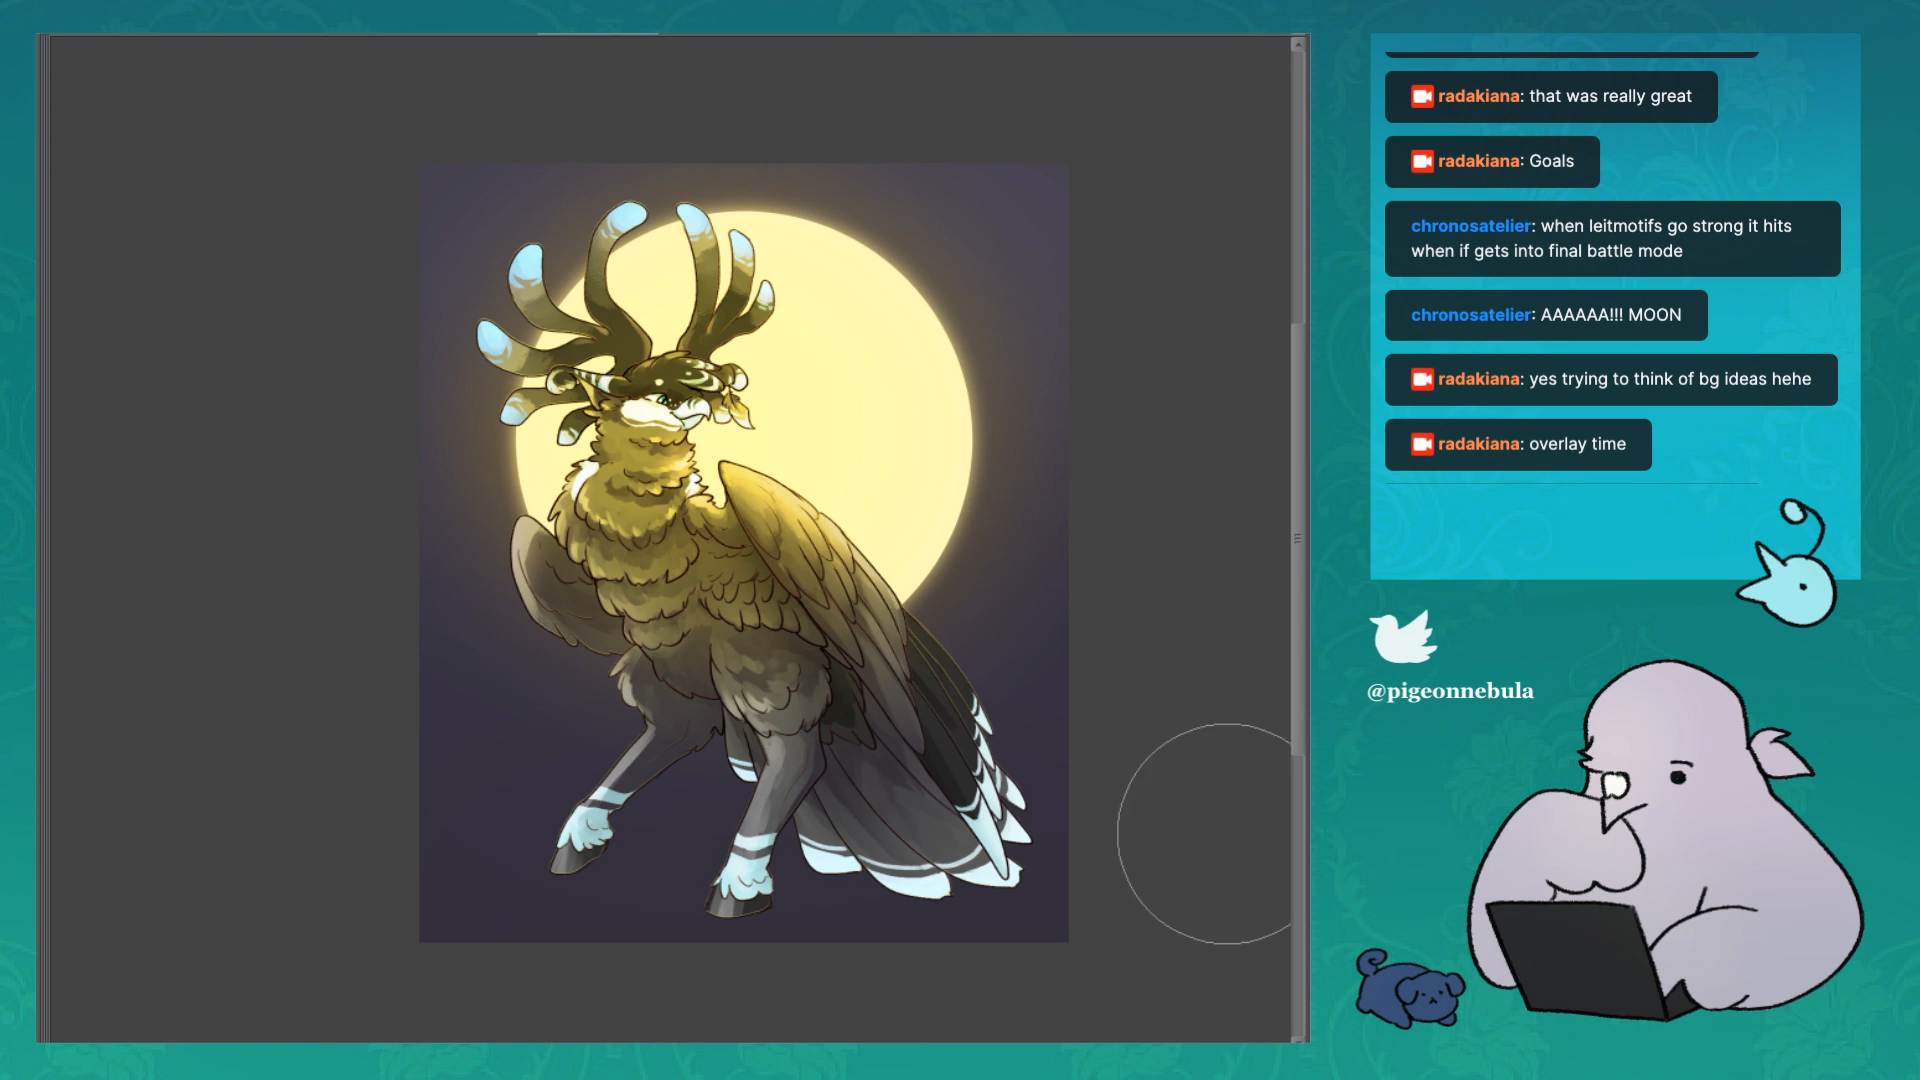 radakiana: that was really great
radakiana: Goals
chronosatelier: when leitmotifs go strong it hits
when if gets into final battle mode
chronosatelier: AAAAAA!!! MOON
radakiana: yes trying to think of bg ideas hehe
radakiana: overlay time
@pigeonnebula